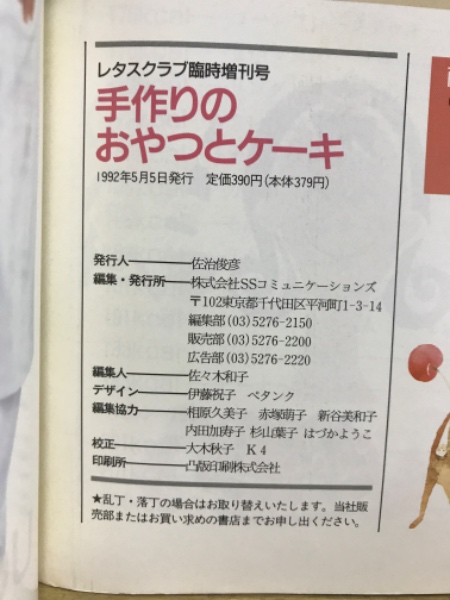 レタスクラブ臨時増刊号
手作りの
おやつとケーキ
1992年5月5日発行　定価390円(本体379円)
発行人————佐治俊彦
編集・発行所——株式会社SSコミュニケーションズ
〒102東京都千代田区平河町1-3-14
編集部(03)5276-2150
販売部(03)5276-2200
広告部(03)5276-2220
編集人————佐々木和子
デザイン———伊藤祝子　ペタンク
編集協力———相原久美子　赤塚萌子　新谷美和子
内田加寿子 杉山葉子 はづかようこ
校正————大木秋子　K4
印刷所————凸版印刷株式会社
★乱丁・落丁の場合はお取り替えいたします。当社販
売部またはお買い求めの書店までお申し出ください。